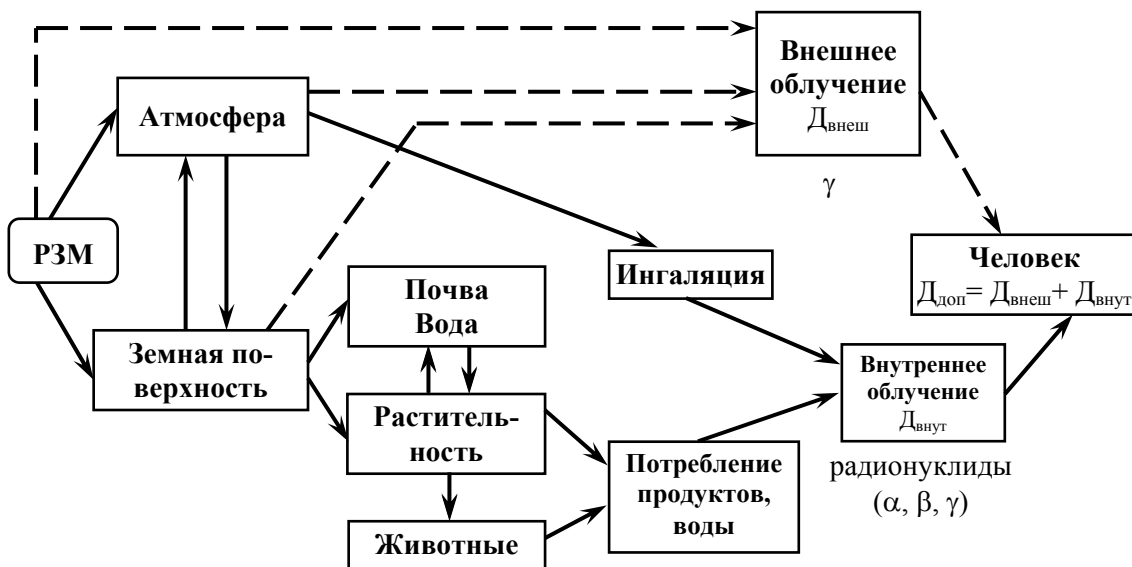 Внешнее
облучение
Двнеш
γ
Атмосфера
РЗМ
Ингаляция
Человек
Ддоп= Двнеш+ Двнут
Почва
Вода
Земная по-
верхность
Внутреннее
облучение
Двнут
радионуклиды
(α, β, γ)
Раститель-
ность
Потребление
продуктов,
воды
Животные